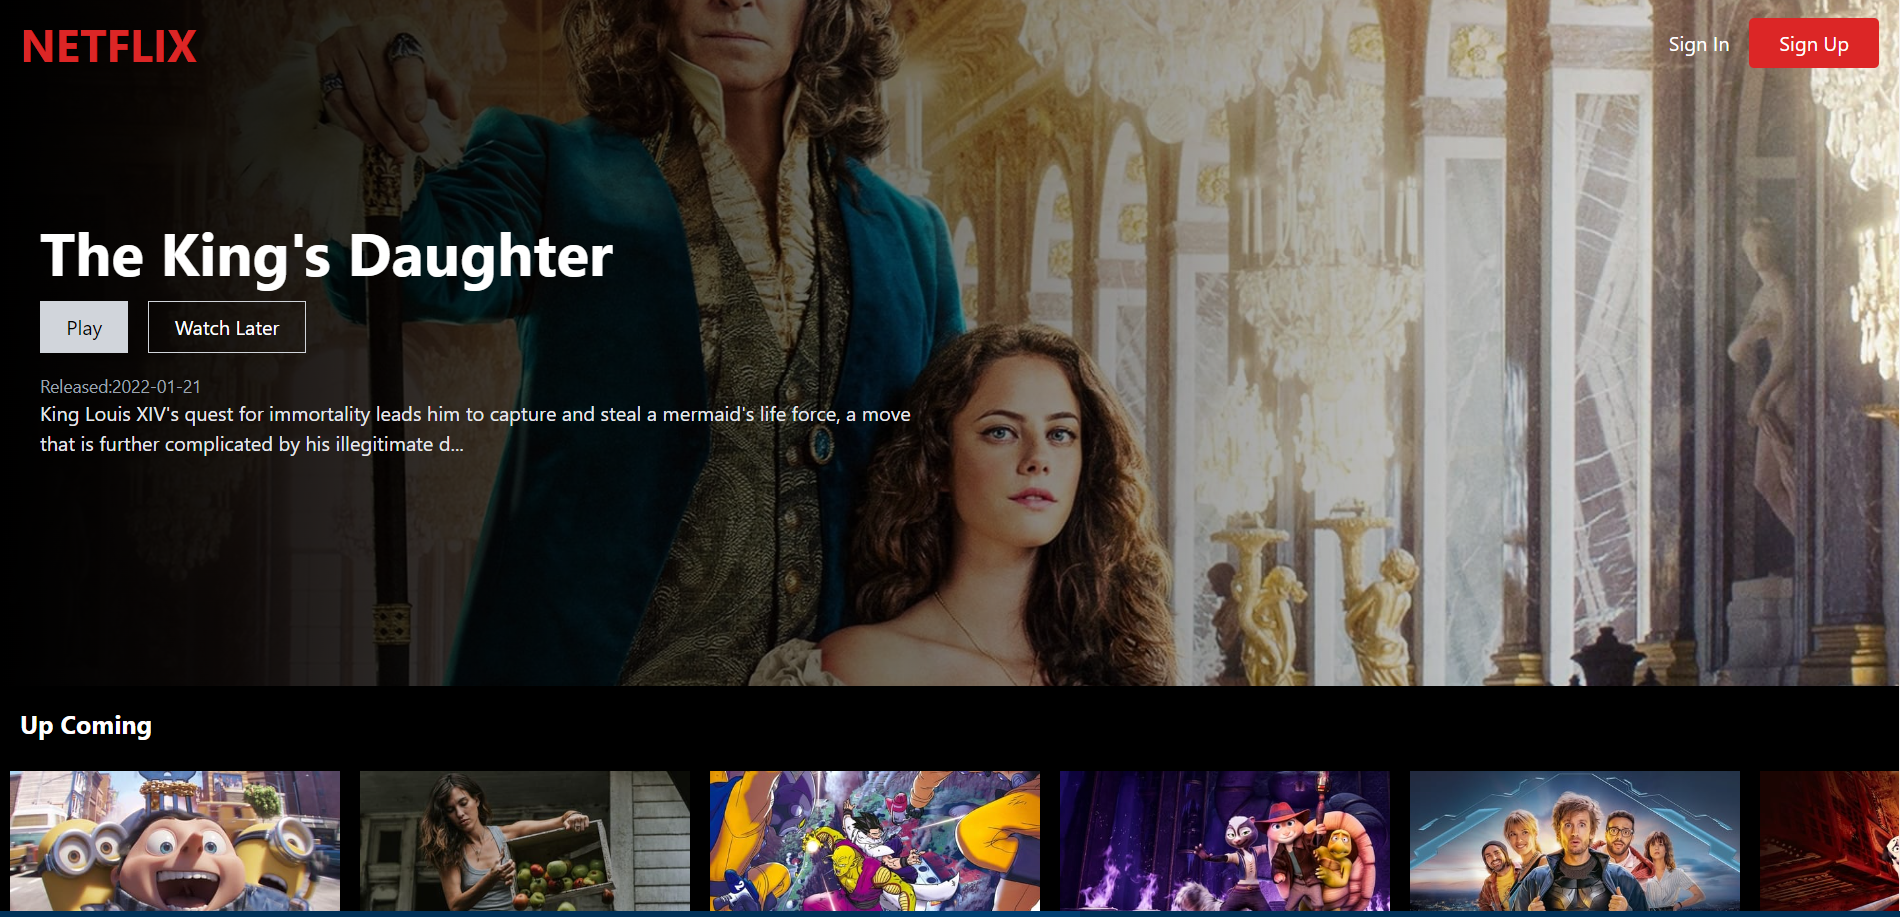 NETFLIX
Sign In
Sign Up
The King's Daughter
Play
Watch Later
Released:2022-01-21
King Louis XIV's quest for immortality leads him to capture and steal a mermaid's life force, a move
that is further complicated by his illegitimate d...
Up Coming